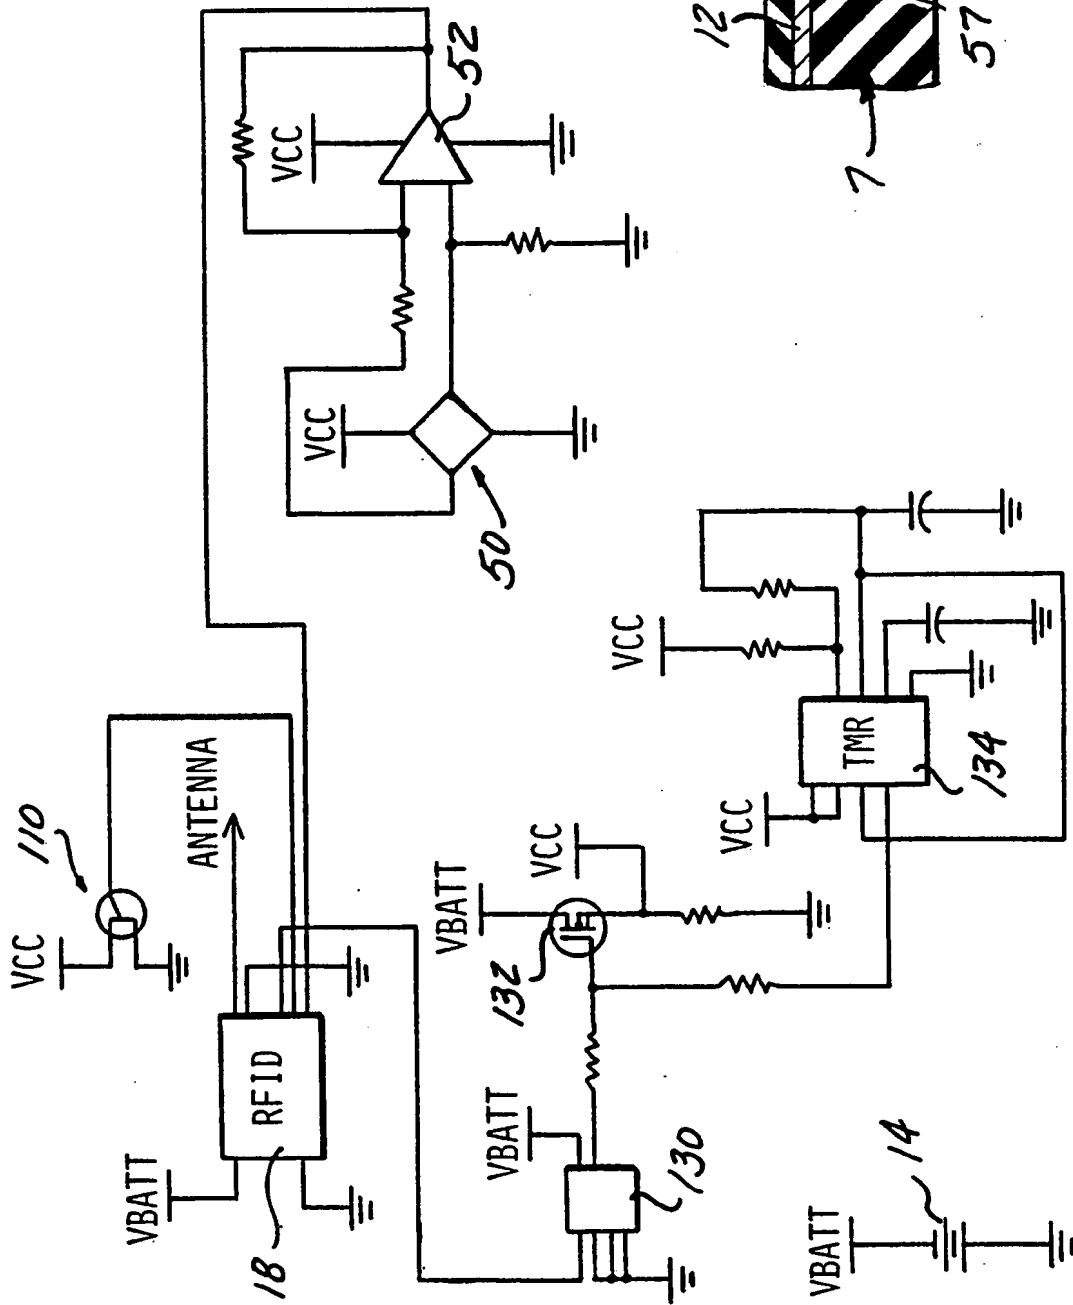 52
VCC
12
57
7
VCC
50
VCC
110
ANTENNA
VCC
RFID
VBATT
18
TMR
134
VCC
VBATT
VCC
132
VBATT
130
VBATT
14